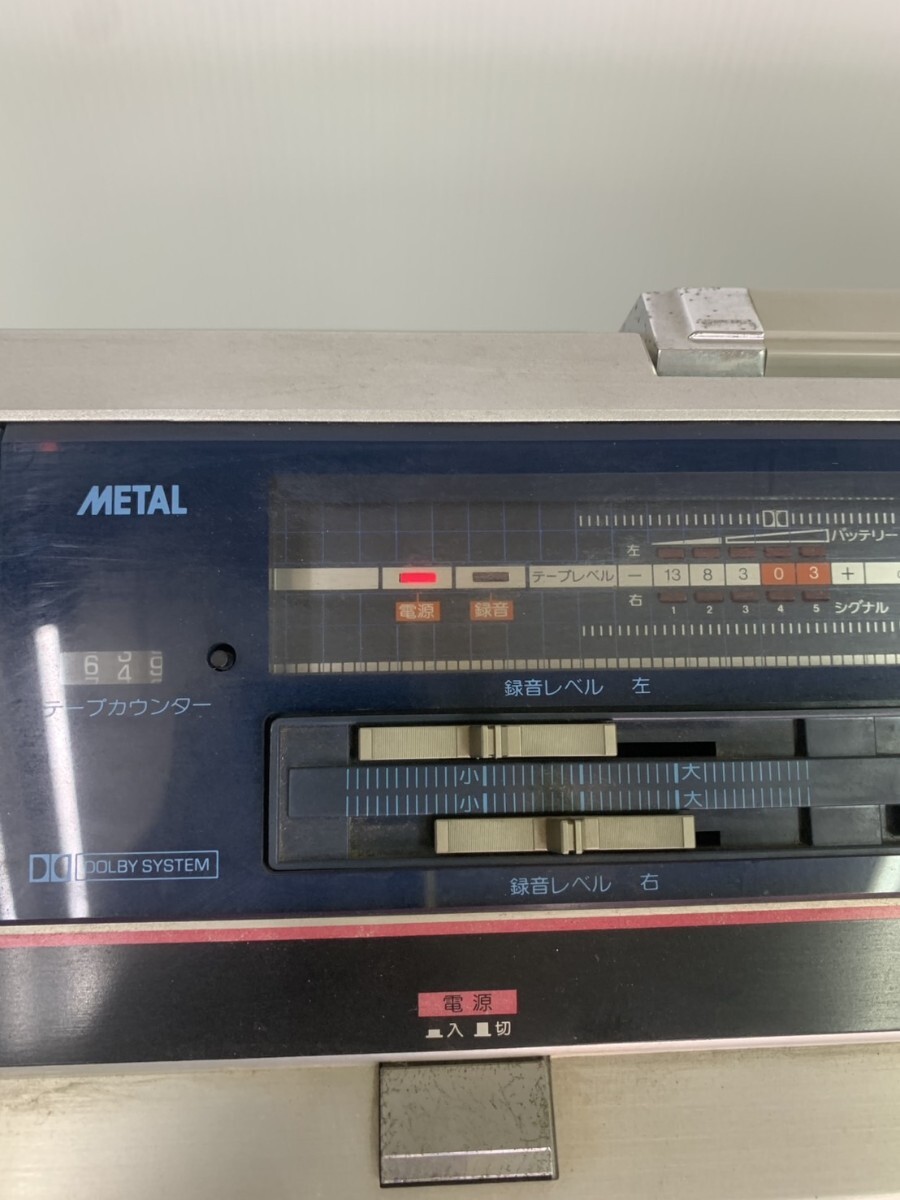 METAL
バッテリー
左
テープレベル - 13 8 3 0 3 +
電源 録音
右
1 2 3 4 5 シグナル
録音レベル 左
テープカウンター
小 大
小 大
DOLBY SYSTEM
録音レベル 右
電源
入 切